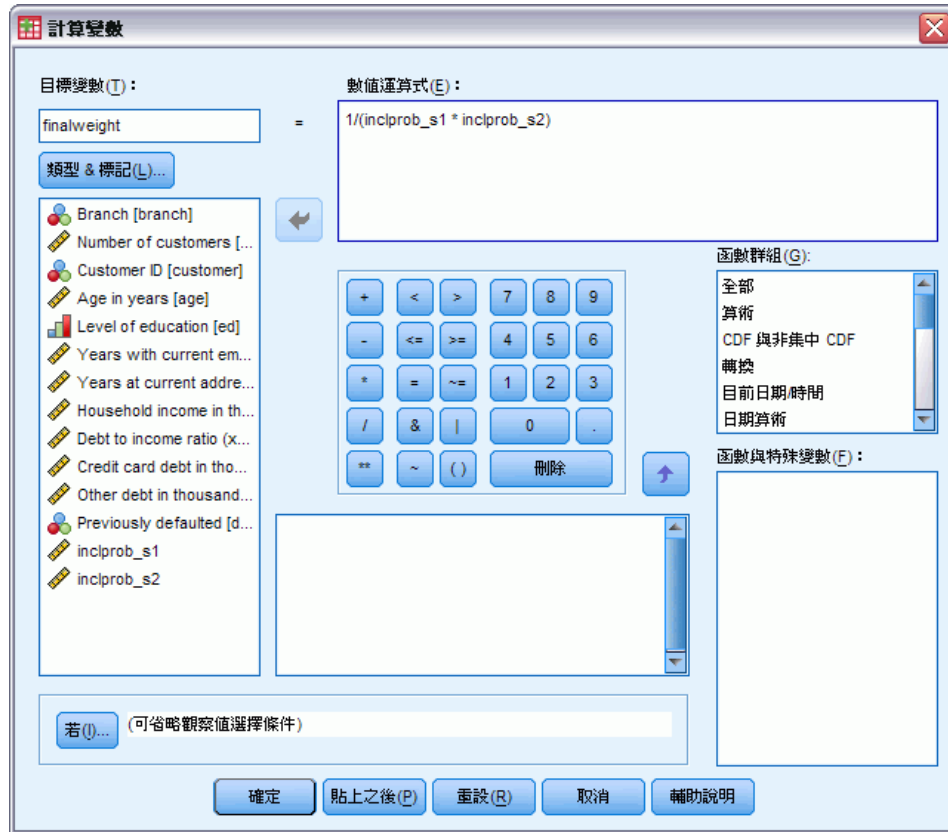 計算變數
目標變數(T)：
數值運算式(E)：
finalweight
=
1/(inclprob_s1 * inclprob_s2)
類型 & 標記(L)...
Branch [branch]
Number of customers [...
Customer ID [customer]
Age in years [age]
Level of education [ed]
Years with current em...
Years at current addre...
Household income in th...
Debt to income ratio (x...
Credit card debt in tho...
Other debt in thousand...
Previously defaulted [d...
inclprob_s1
inclprob_s2
+ < > 7 8 9
- <= >= 4 5 6
* = ~= 1 2 3
/ & | 0 .
** ~ ( ) 刪除
函數群組(G):
全部
算術
CDF 與非集中 CDF
轉換
目前日期/時間
日期算術
函數與特殊變數(F)：
若(I)...
(可省略觀察值選擇條件)
確定
貼上之後(P)
重設(R)
取消
輔助說明